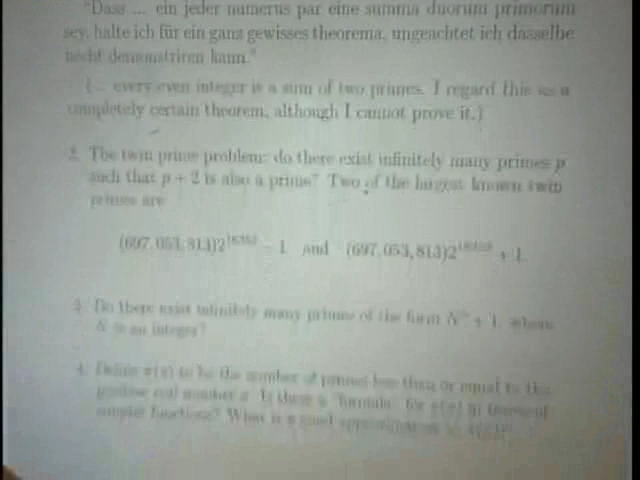 "Dass ... ein jeder numerus par eine summa duorum primorum
sey, halte ich für ein ganz gewisses theorema, ungeachtet ich dasselbe
necht demonstriren kann."
(... every even integer is a sum of two primes. I regard this as a
completely certain theorem, although I cannot prove it.)
2. The twin prime problem: do there exist infinitely many primes p
such that p + 2 is also a prime? Two of the largest known twin
primes are
(697, 053, 813)2 − 1 and (697, 053, 813)2 + 1.
3. Do there exist infinitely many primes of the form + 1, where
is an integer?
4. Define π(x) to be the number of primes less than or equal to the
positive real number x. Is there a "formula" for π(x) in terms of
simpler functions? What is a good approximation to π(x)?